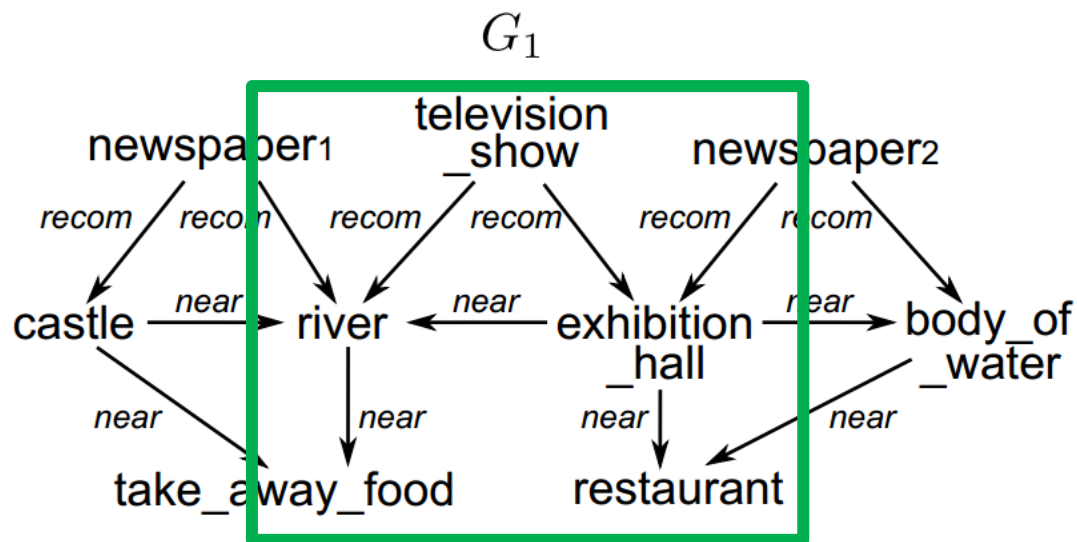 G1
television
_show
newspaper1
newspaper2
recom recom recom recom recom recom
near near near
castle river exhibition
_hall
body_of
_water
near near near near
take_away_food restaurant